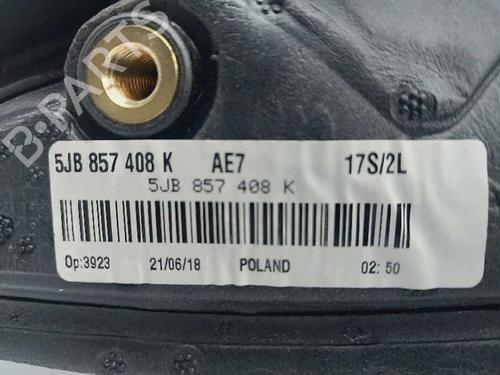 B-PARTS
5JB 857 408 K AE7 17S/2L
5JB 857 408 K
Op:3923 21/06/18 POLAND 02:50